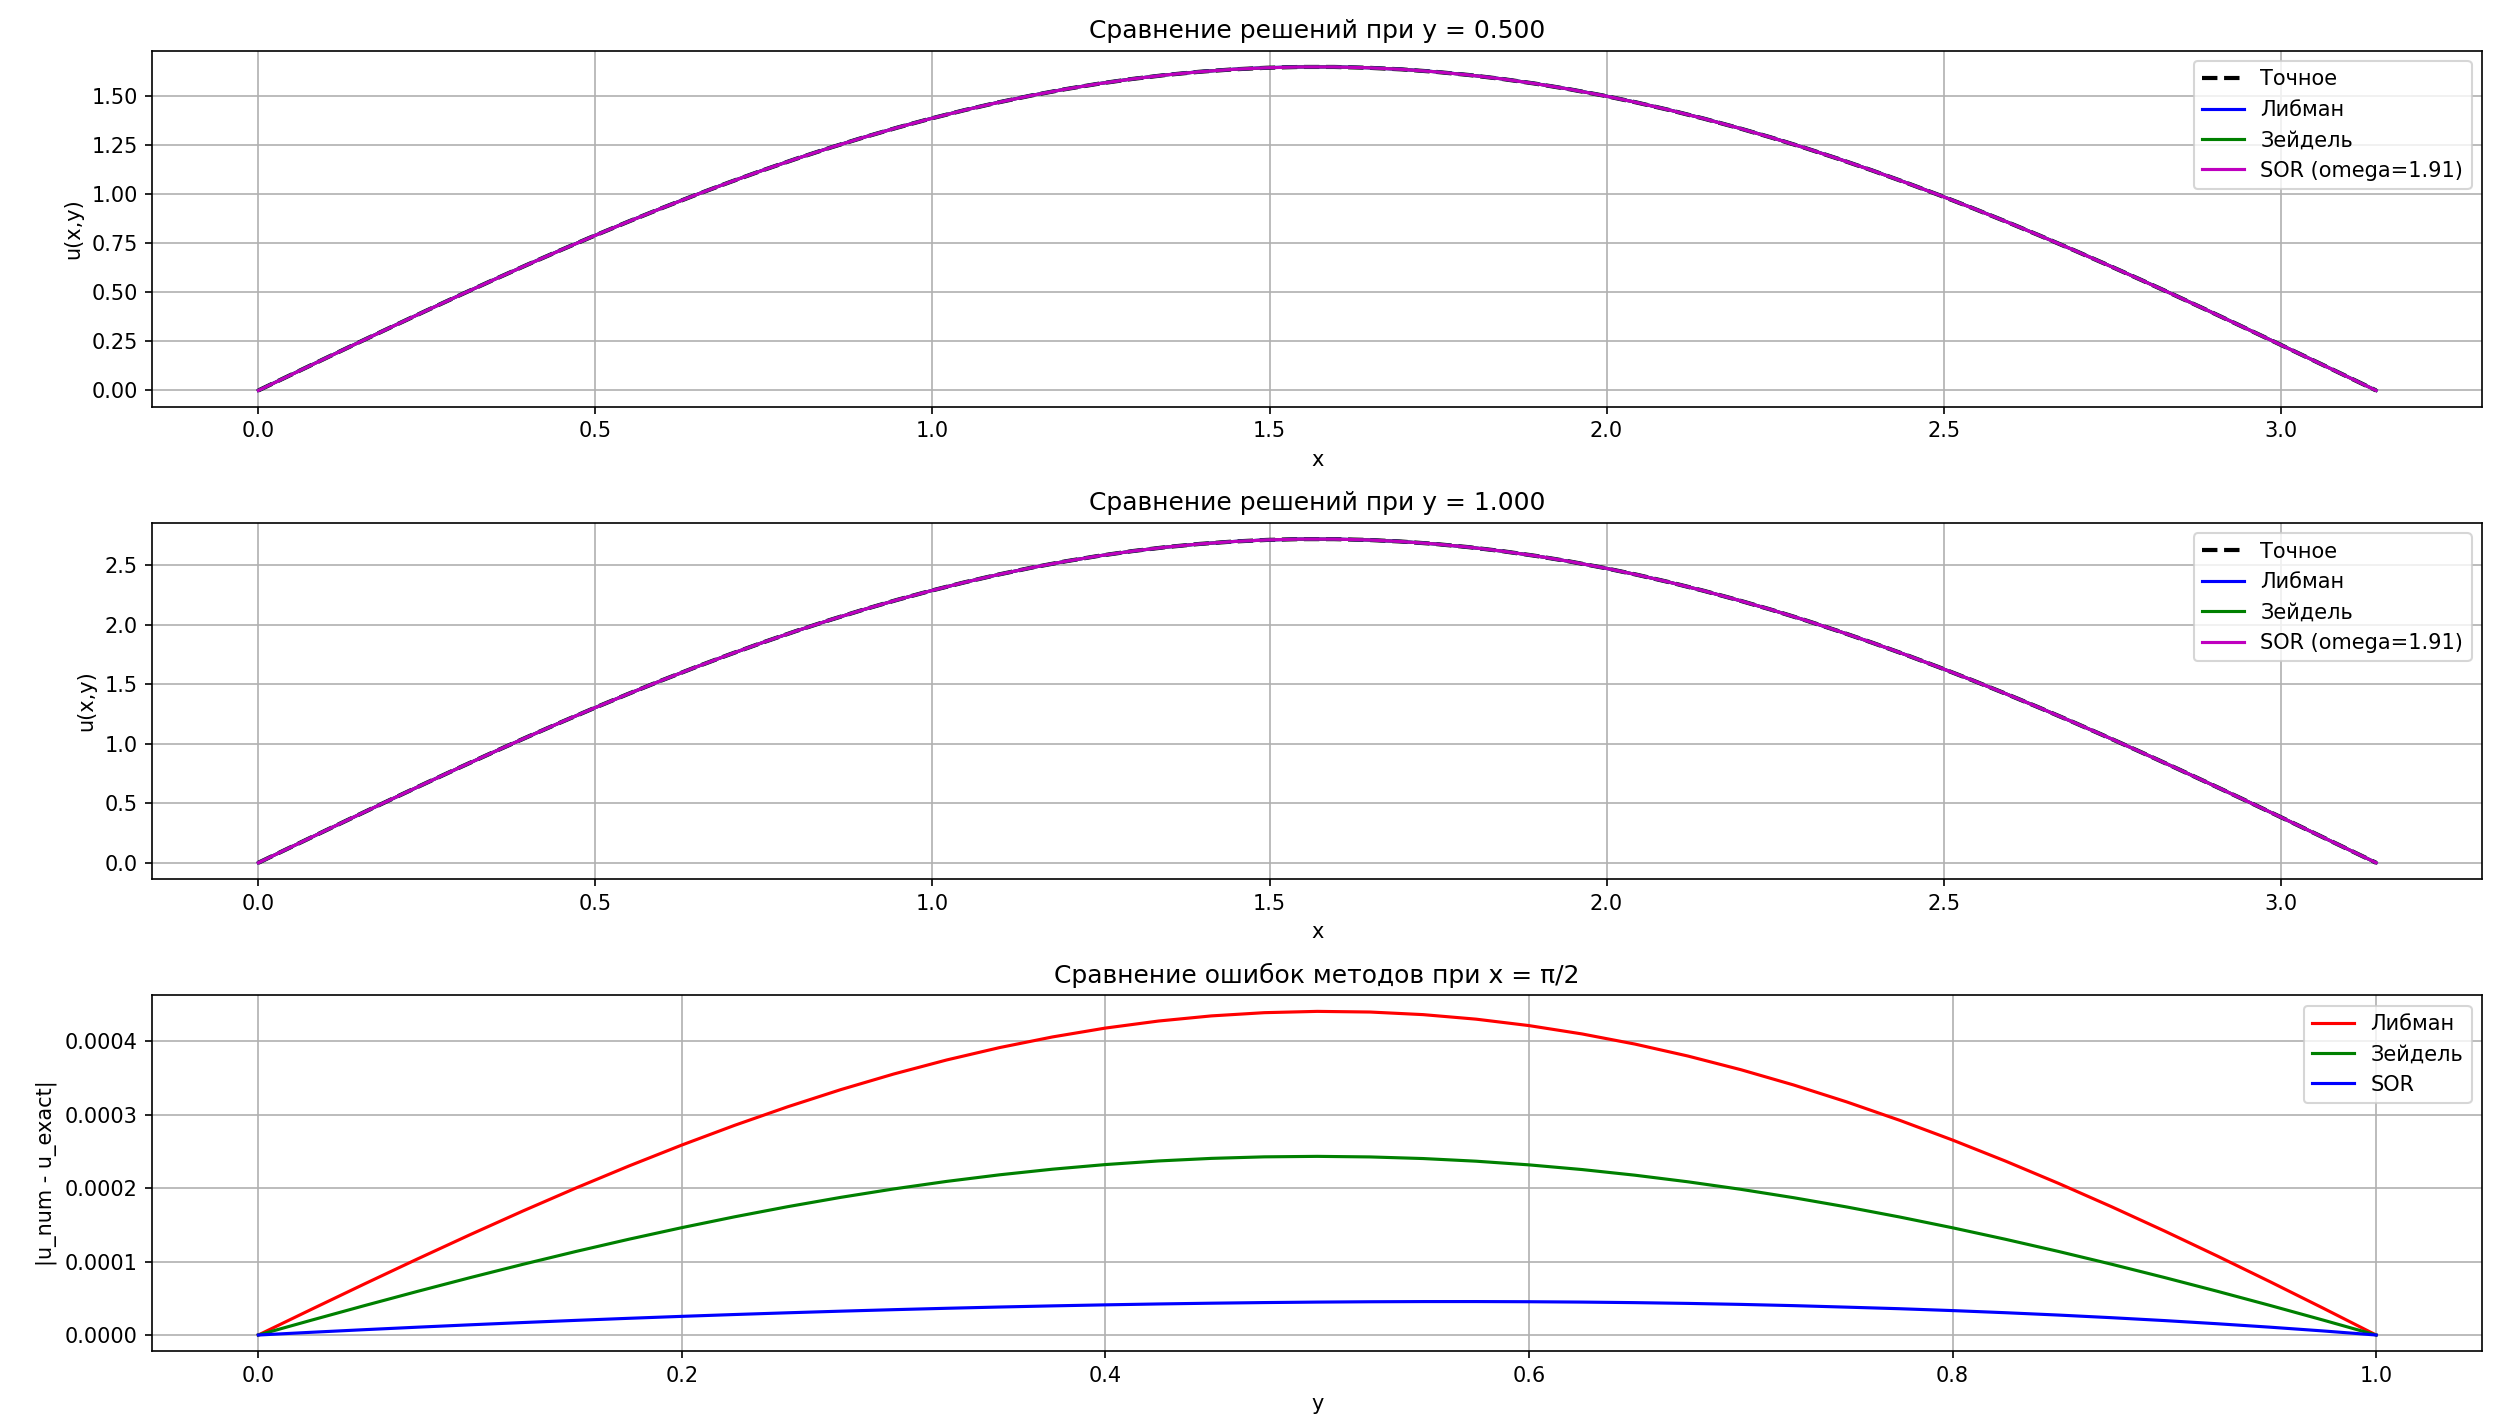 Сравнение решений при y = 0.500
Точное
Либман
Зейдель
SOR (omega=1.91)
u(x,y)
1.50
1.25
1.00
0.75
0.50
0.25
0.00
0.0 0.5 1.0 1.5 2.0 2.5 3.0
x
Сравнение решений при y = 1.000
Точное
Либман
Зейдель
SOR (omega=1.91)
u(x,y)
2.5
2.0
1.5
1.0
0.5
0.0
0.0 0.5 1.0 1.5 2.0 2.5 3.0
x
Сравнение ошибок методов при x = π/2
Либман
Зейдель
SOR
|u_num - u_exact|
0.0004
0.0003
0.0002
0.0001
0.0000
0.0 0.2 0.4 0.6 0.8 1.0
y